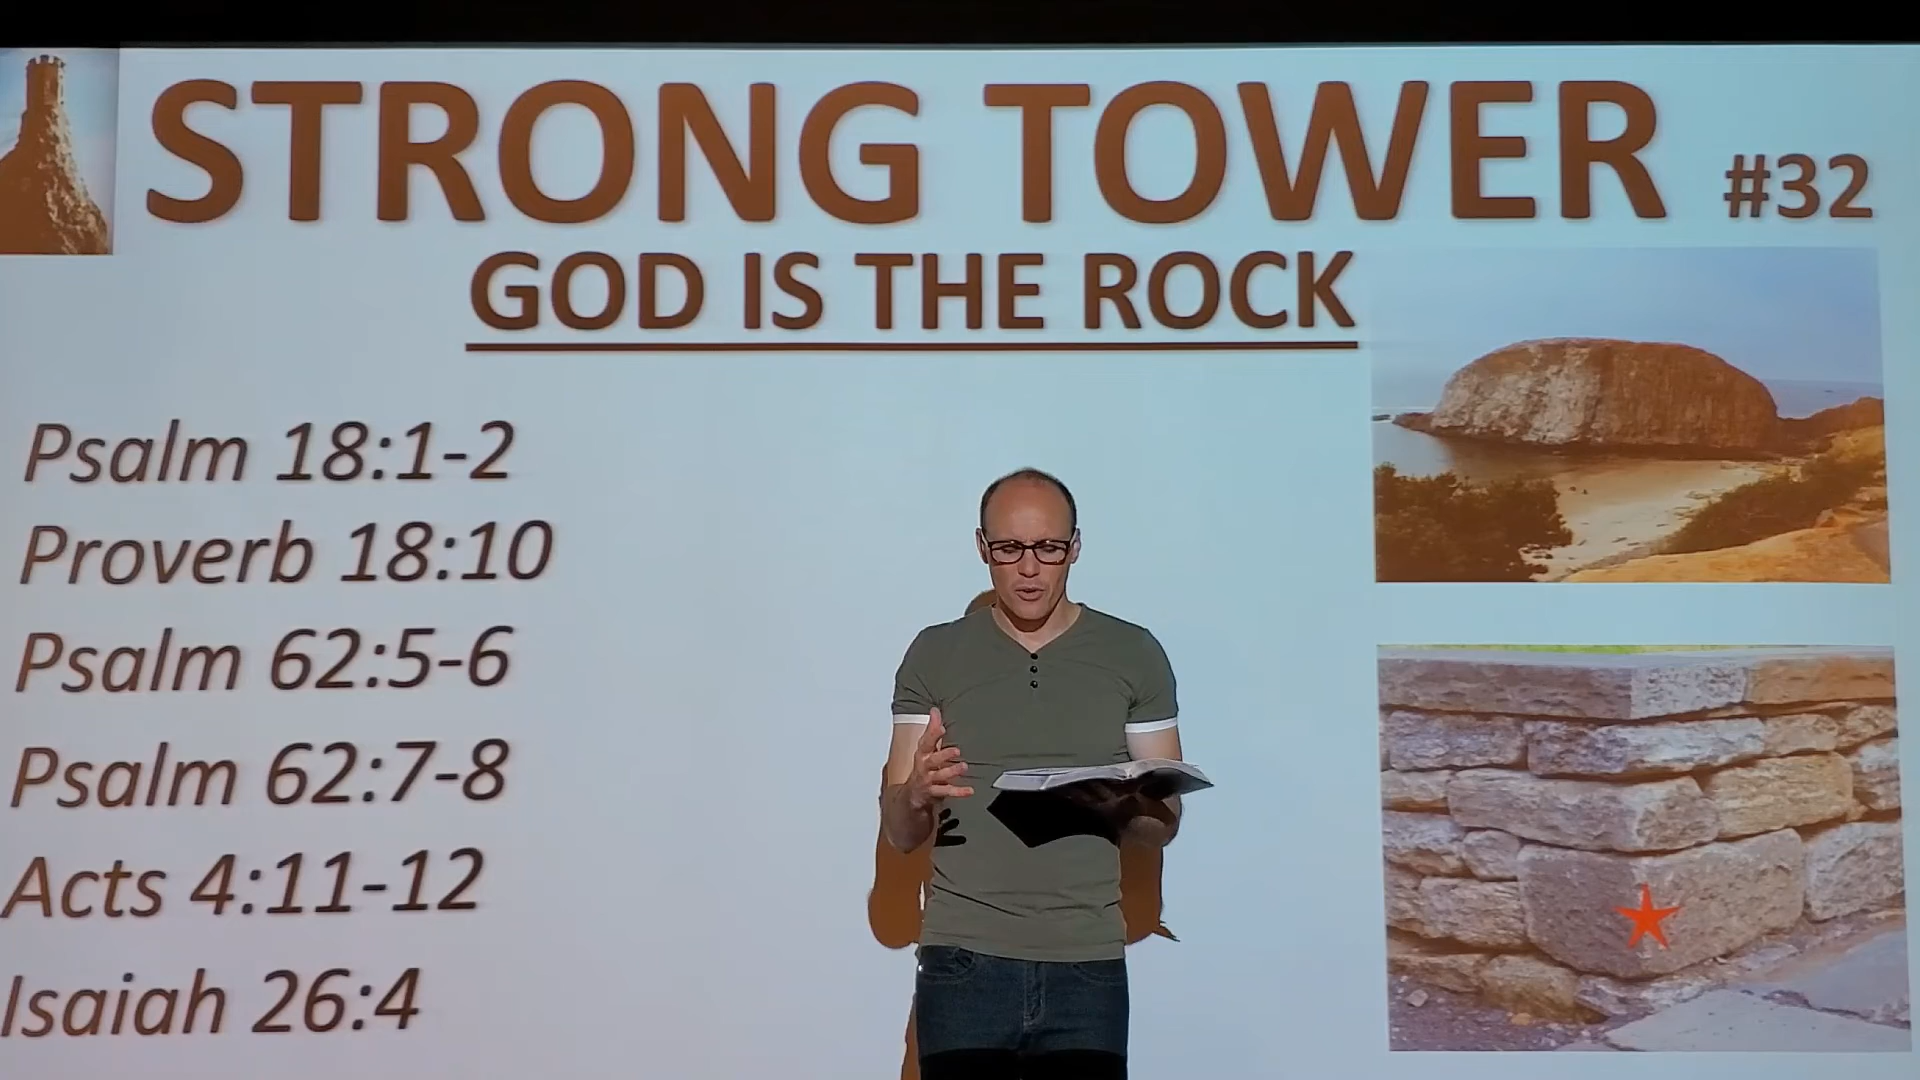 STRONG TOWER #32
GOD IS THE ROCK
Psalm 18:1-2
Proverb 18:10
Psalm 62:5-6
Psalm 62:7-8
Acts 4:11-12
Isaiah 26:4